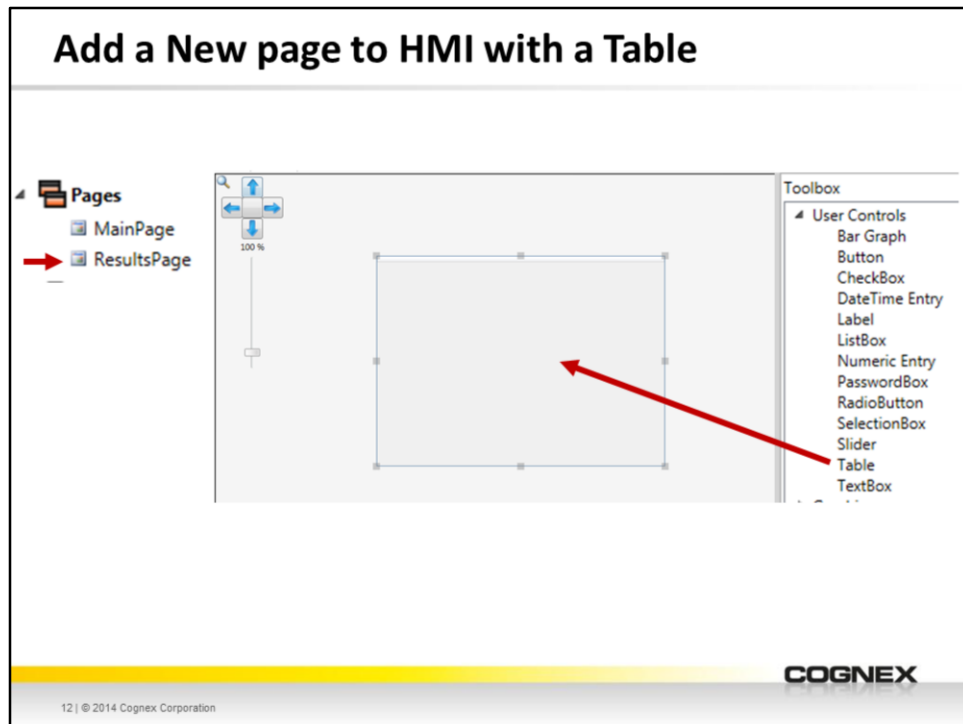 Add a New page to HMI with a Table
Pages
MainPage
ResultsPage
100 %
Toolbox
User Controls
Bar Graph
Button
CheckBox
DateTime Entry
Label
ListBox
Numeric Entry
PasswordBox
RadioButton
SelectionBox
Slider
Table
TextBox
COGNEX
12 | © 2014 Cognex Corporation